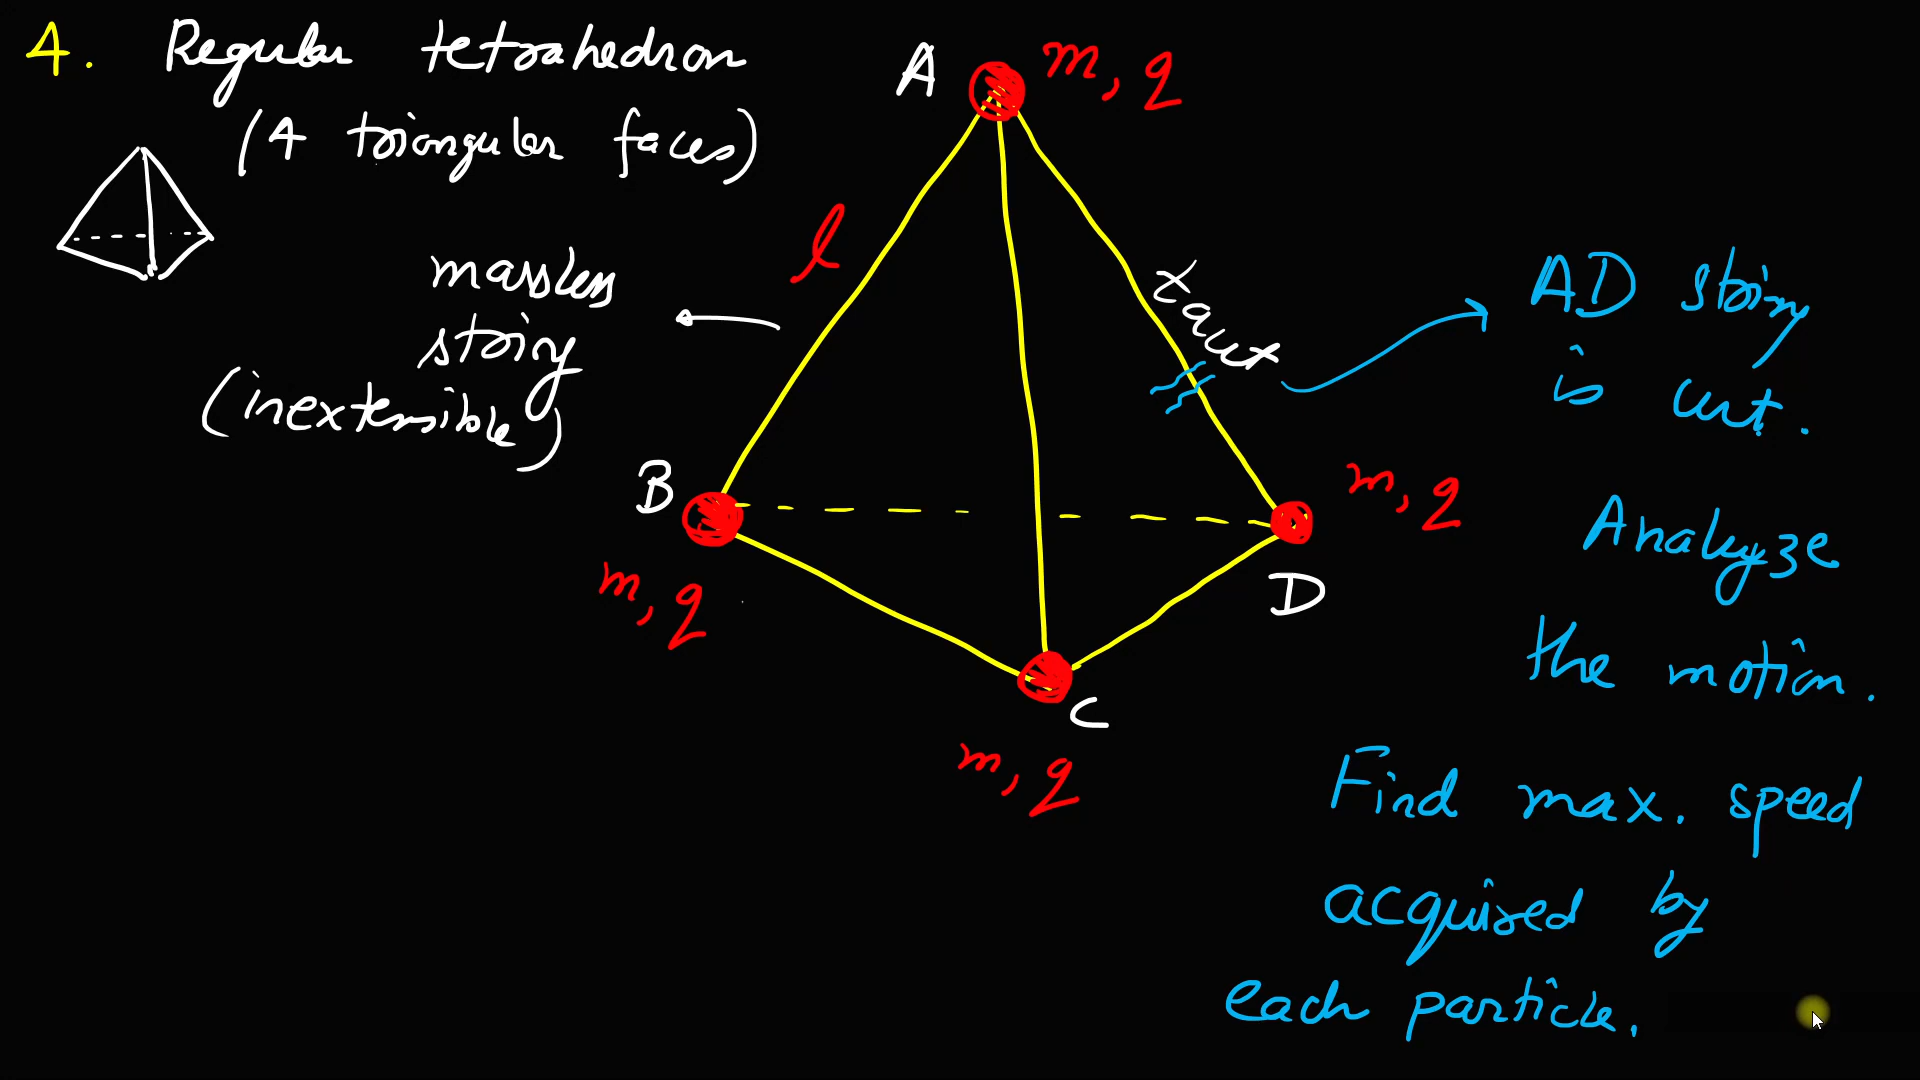 4. Regular tetrahedron
(4 triangular faces)
A
m, q
l
massless
string
(inextensible)
taut
AD string
is cut.
B
m, q
m, q
D
C
m, q
Analyze
the motion.
Find max. speed
acquired by
each particle.